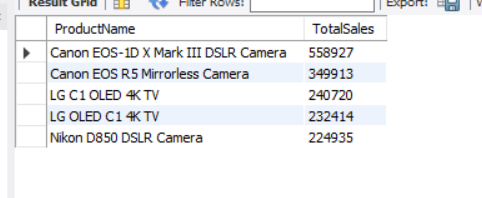 Result Grid Filter Rows: Export:
ProductName TotalSales
Canon EOS-1D X Mark III DSLR Camera 558927
Canon EOS R5 Mirrorless Camera 349913
LG C1 OLED 4K TV 240720
LG OLED C1 4K TV 232414
Nikon D850 DSLR Camera 224935